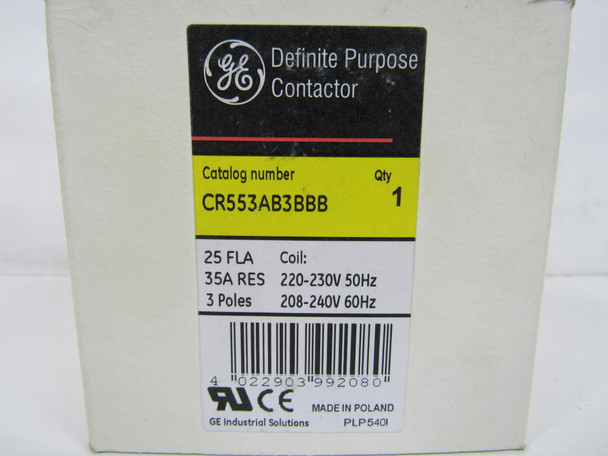 GE Definite Purpose
Contactor
Catalog number Qty
CR553AB3BBB 1
25 FLA Coil:
35A RES 220-230V 50Hz
3 Poles 208-240V 60Hz
4 022903 992080
RU CE MADE IN POLAND
GE Industrial Solutions PLP540I